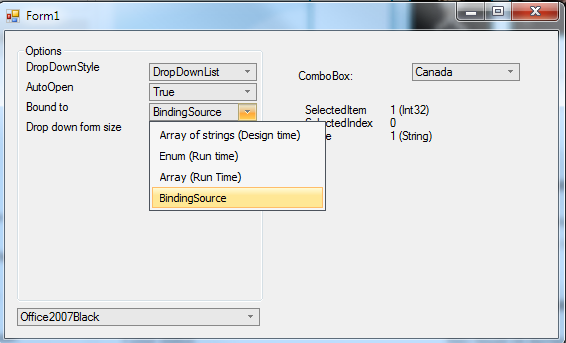 Form1
Options
DropDownStyle DropDownList
AutoOpen True
Bound to BindingSource
Drop down form size
Array of strings (Design time)
Enum (Run time)
Array (Run Time)
BindingSource
ComboBox: Canada
SelectedItem 1 (Int32)
SelectedIndex 0
1 (String)
Office2007Black